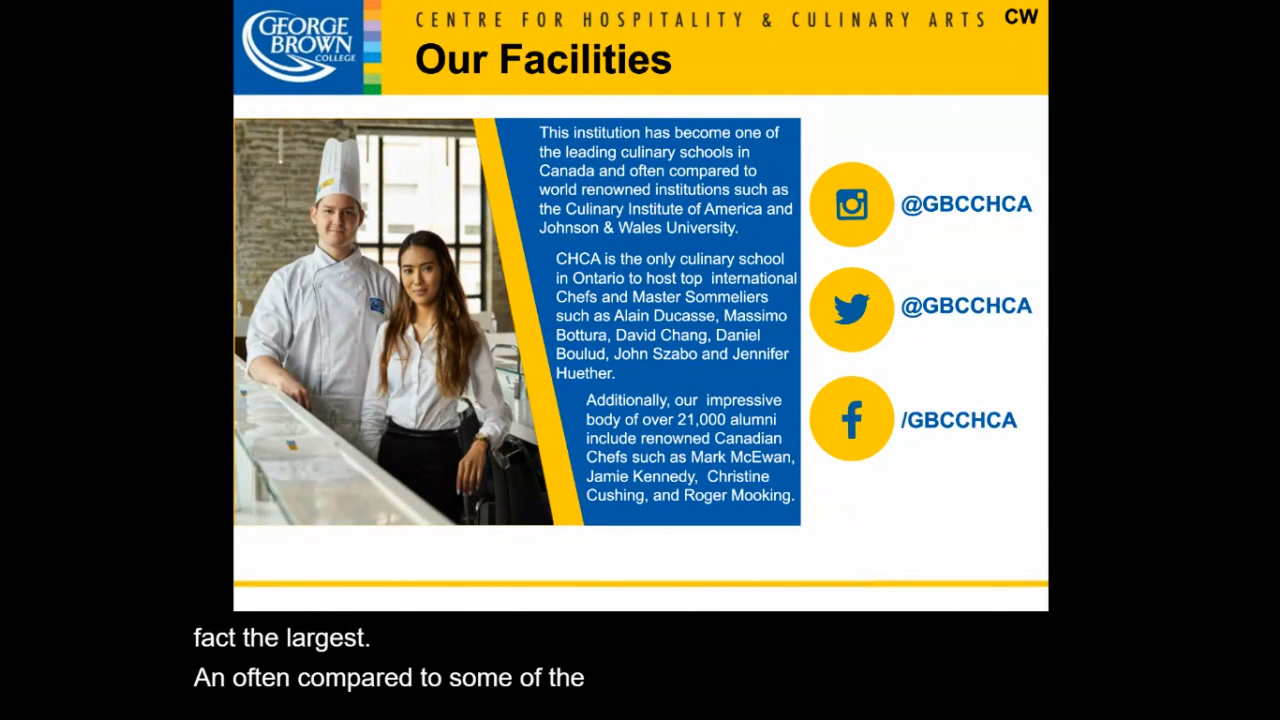 GEORGE
BROWN
COLLEGE
CENTRE FOR HOSPITALITY & CULINARY ARTS
CW
Our Facilities
This institution has become one of
the leading culinary schools in
Canada and often compared to
world renowned institutions such as
the Culinary Institute of America and
Johnson & Wales University.
CHCA is the only culinary school
in Ontario to host top international
Chefs and Master Sommeliers
such as Alain Ducasse, Massimo
Bottura, David Chang, Daniel
Boulud, John Szabo and Jennifer
Huether.
Additionally, our impressive
body of over 21,000 alumni
include renowned Canadian
Chefs such as Mark McEwan,
Jamie Kennedy, Christine
Cushing, and Roger Mooking.
@GBCCHCA
@GBCCHCA
/GBCCHCA
fact the largest.
An often compared to some of the